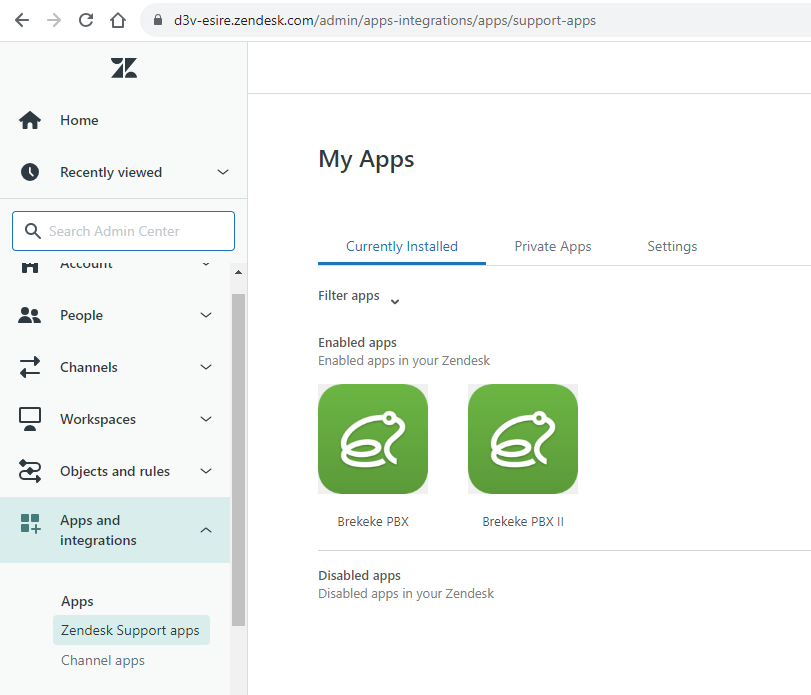 d3v-esire.zendesk.com/admin/apps-integrations/apps/support-apps
Home
Recently viewed
Search Admin Center
Account
People
Channels
Workspaces
Objects and rules
Apps and
integrations
Apps
Zendesk Support apps
Channel apps
My Apps
Currently Installed
Private Apps
Settings
Filter apps
Enabled apps
Enabled apps in your Zendesk
Brekeke PBX
Brekeke PBX II
Disabled apps
Disabled apps in your Zendesk